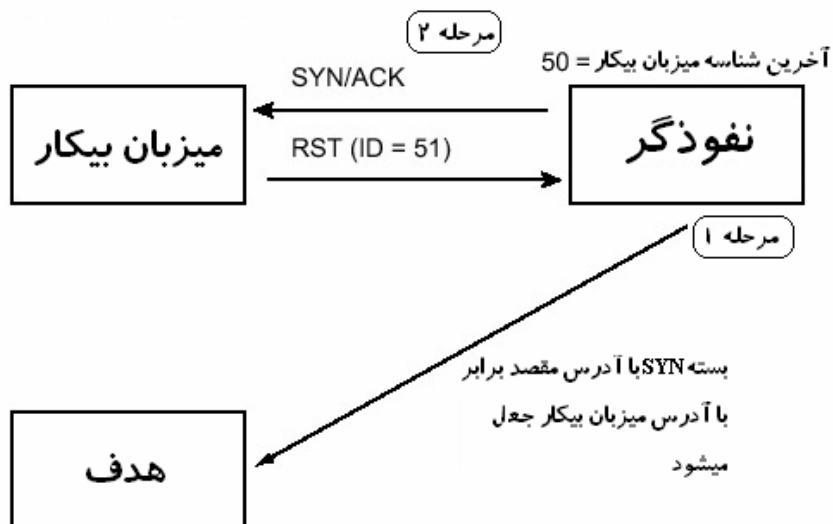 مرحله ۲
آخرین شناسه میزبان بیکار = 50
SYN/ACK
نفوذگر
میزبان بیکار
RST (ID = 51)
مرحله ۱
بسته SYN با آدرس مقصد برابر
با آدرس میزبان بیکار جعل
میشود
هدف